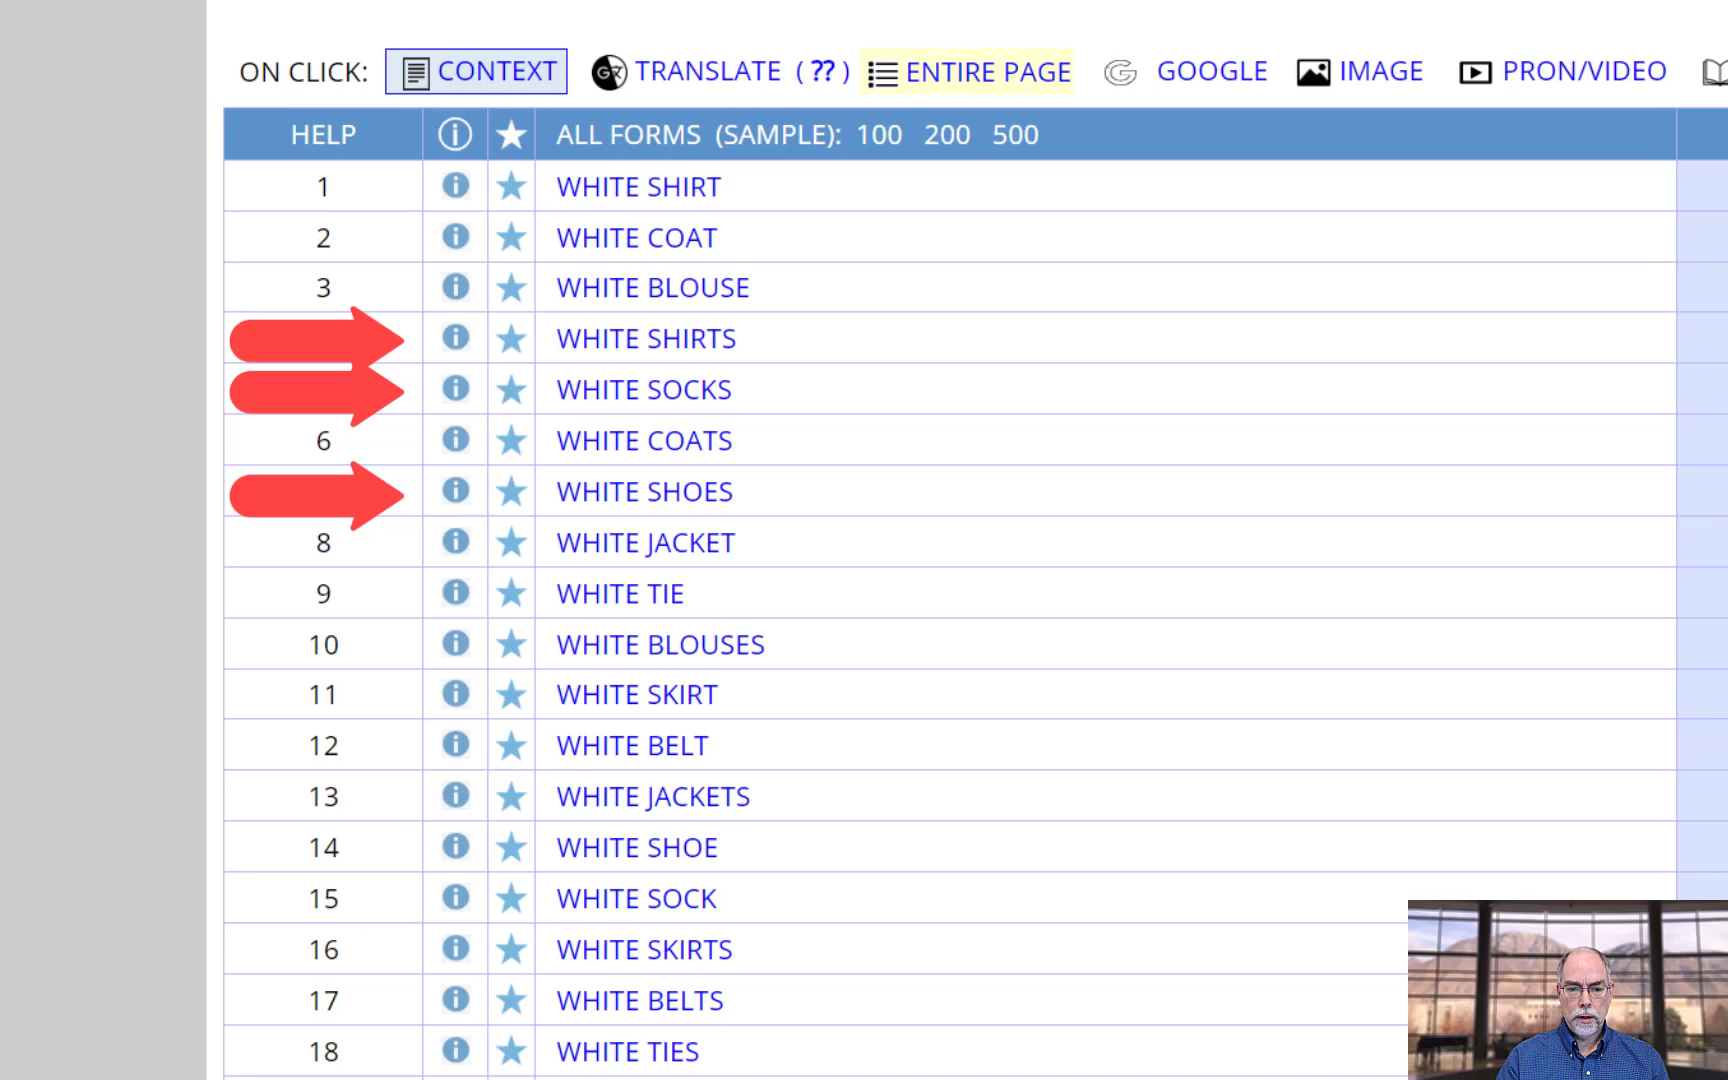 ON CLICK: CONTEXT TRANSLATE ( ?? ) ENTIRE PAGE G GOOGLE IMAGE PRON/VIDEO
HELP ALL FORMS (SAMPLE): 100 200 500
1 WHITE SHIRT
2 WHITE COAT
3 WHITE BLOUSE
WHITE SHIRTS
WHITE SOCKS
6 WHITE COATS
WHITE SHOES
8 WHITE JACKET
9 WHITE TIE
10 WHITE BLOUSES
11 WHITE SKIRT
12 WHITE BELT
13 WHITE JACKETS
14 WHITE SHOE
15 WHITE SOCK
16 WHITE SKIRTS
17 WHITE BELTS
18 WHITE TIES